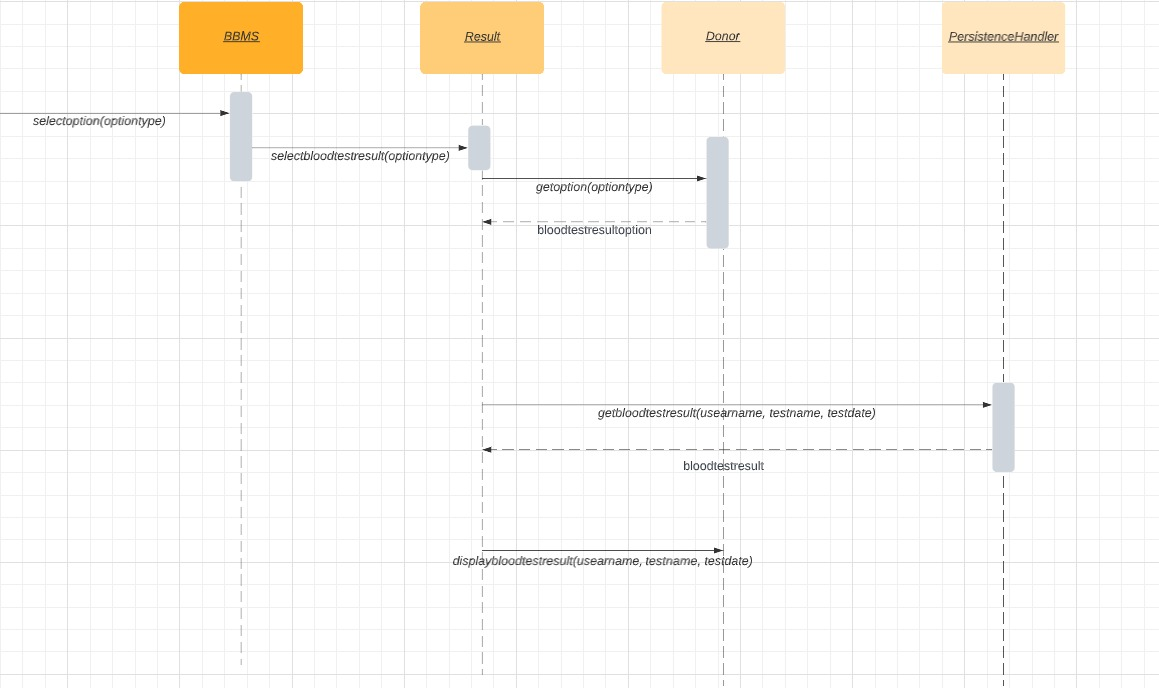 BBMS
Result
Donor
PersistenceHandler
selectoption(optiontype)
selectbloodtestresult(optiontype)
getoption(optiontype)
bloodtestresultoption
getbloodtestresult(usearname, testname, testdate)
bloodtestresult
displaybloodtestresult(usearname, testname, testdate)